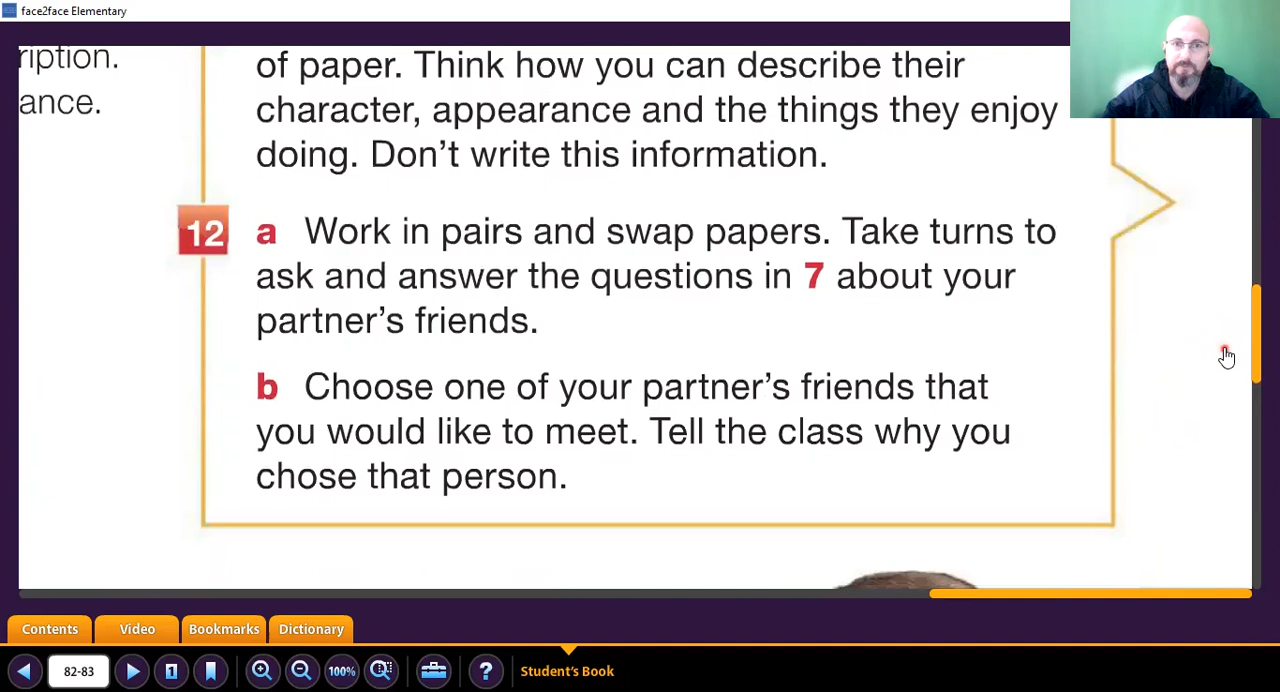 face2face Elementary
ription.
ance.
of paper. Think how you can describe their
character, appearance and the things they enjoy
doing. Don't write this information.
12 a Work in pairs and swap papers. Take turns to
ask and answer the questions in 7 about your
partner's friends.
b Choose one of your partner's friends that
you would like to meet. Tell the class why you
chose that person.
Contents Video Bookmarks Dictionary
82-83 1 100% ? Student's Book